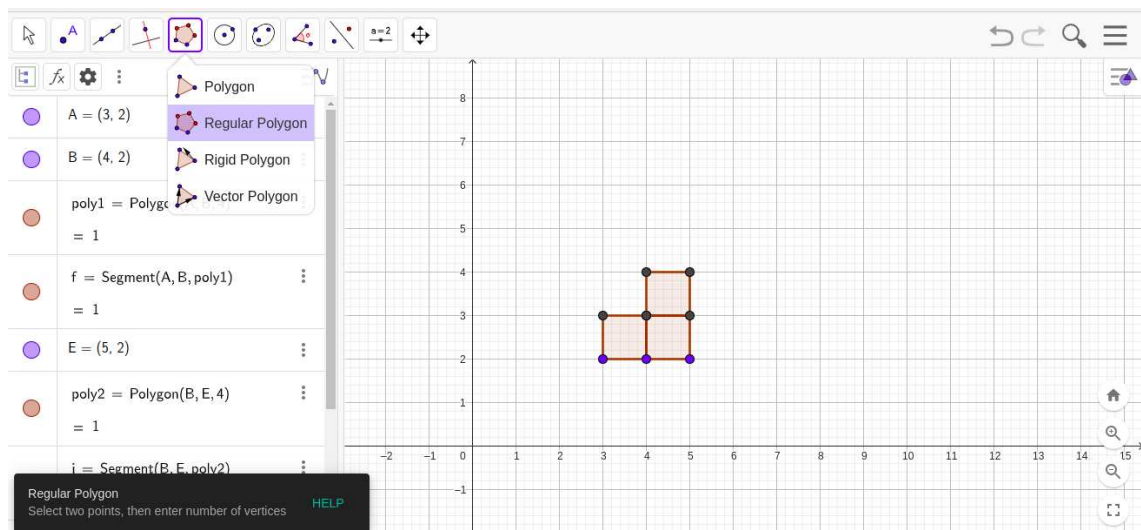 A
a=2
fx
A = (3, 2)
B = (4, 2)
poly1 = Polygo
= 1
f = Segment(A, B, poly1)
= 1
E = (5, 2)
poly2 = Polygon(B, E, 4)
= 1
i = Segment(B, E, poly2)
Polygon
Regular Polygon
Rigid Polygon
Vector Polygon
Regular Polygon
Select two points, then enter number of vertices
HELP
8
7
6
5
4
3
2
1
–2 –1 0 1 2 3 4 5 6 7 8 9 10 11 12 13 14 15
–1